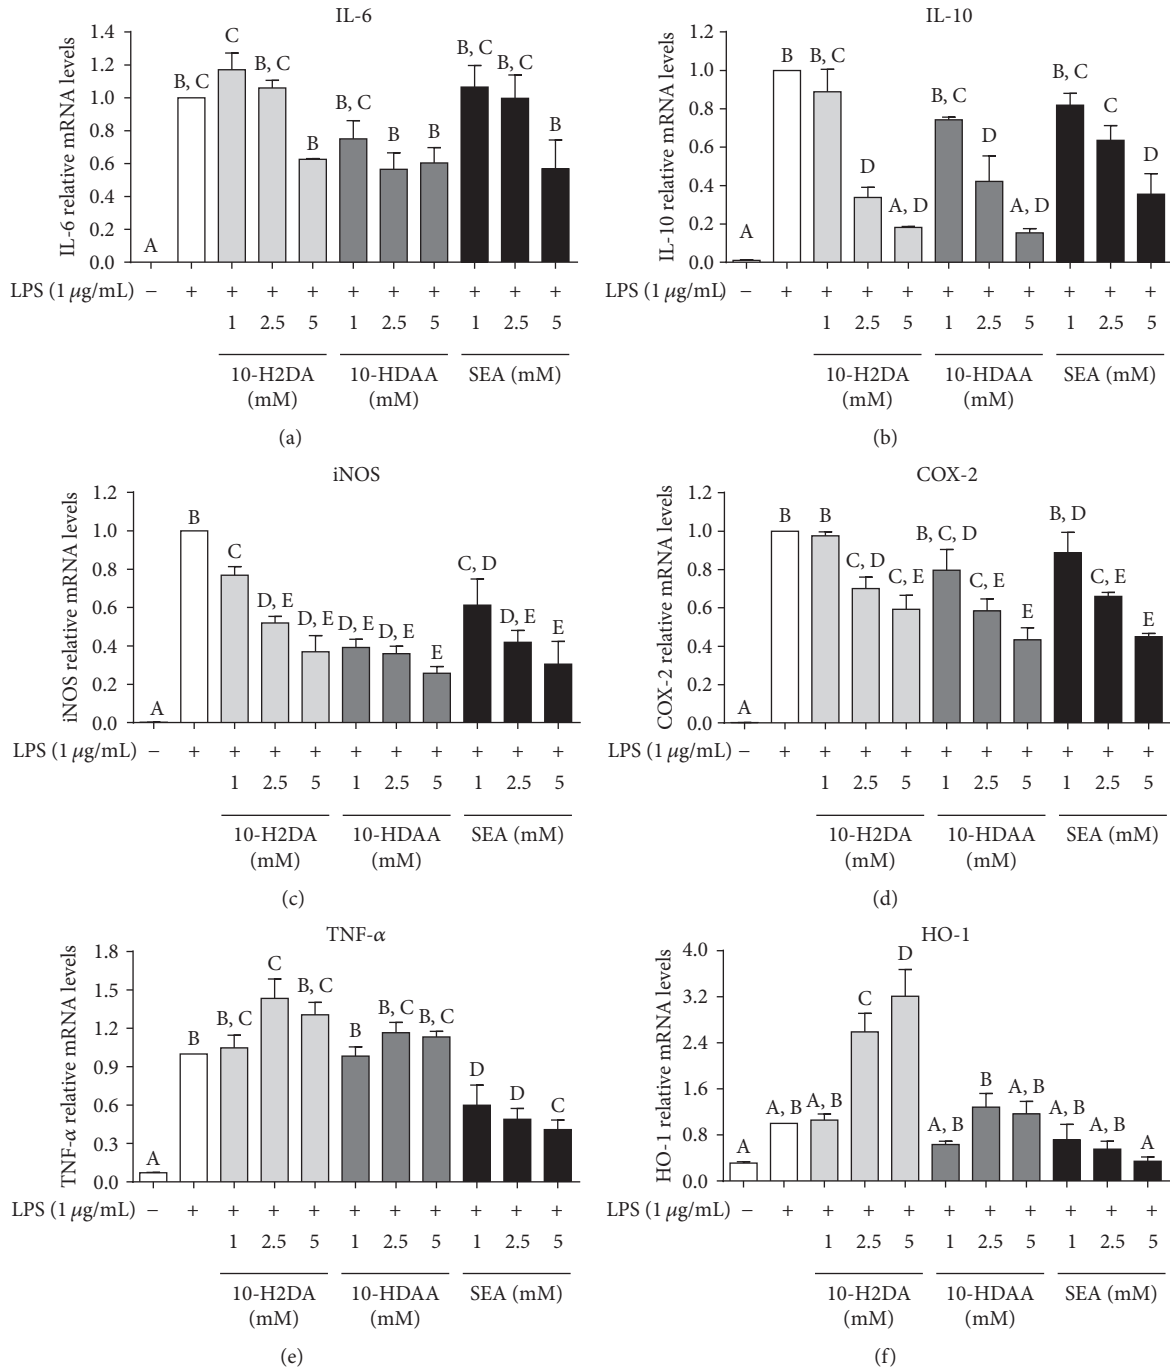 IL-6
IL-6 relative mRNA levels
1.4
1.2
1.0
0.8
0.6
0.4
0.2
0.0
A
B, C
C
B, C
B
B, C
B
B
B, C
B, C
B
LPS (1 μg/mL) − + + + + + + + + + +
1 2.5 5 1 2.5 5 1 2.5 5
10-H2DA (mM)
10-HDAA (mM)
SEA (mM)
(a)
IL-10
IL-10 relative mRNA levels
1.2
1.0
0.8
0.6
0.4
0.2
0.0
A
B
B, C
D
A, D
B, C
D
A, D
B, C
C
D
LPS (1 μg/mL) − + + + + + + + + + +
1 2.5 5 1 2.5 5 1 2.5 5
10-H2DA (mM)
10-HDAA (mM)
SEA (mM)
(b)
iNOS
iNOS relative mRNA levels
1.2
1.0
0.8
0.6
0.4
0.2
0.0
A
B
C
D, E
D, E
D, E
D, E
E
C, D
D, E
E
LPS (1 μg/mL) − + + + + + + + + + +
1 2.5 5 1 2.5 5 1 2.5 5
10-H2DA (mM)
10-HDAA (mM)
SEA (mM)
(c)
COX-2
COX-2 relative mRNA levels
1.2
1.0
0.8
0.6
0.4
0.2
0.0
A
B
B
C, D
C, E
B, C, D
C, E
E
B, D
C, E
E
LPS (1 μg/mL) − + + + + + + + + + +
1 2.5 5 1 2.5 5 1 2.5 5
10-H2DA (mM)
10-HDAA (mM)
SEA (mM)
(d)
TNF-α
TNF-α relative mRNA levels
1.8
1.5
1.2
0.9
0.6
0.3
0.0
A
B
B, C
C
B, C
B
B, C
B, C
D
D
C
LPS (1 μg/mL) − + + + + + + + + + +
1 2.5 5 1 2.5 5 1 2.5 5
10-H2DA (mM)
10-HDAA (mM)
SEA (mM)
(e)
HO-1
HO-1 relative mRNA levels
4.0
3.2
2.4
1.6
0.8
0.0
A
A, B
A, B
C
D
A, B
B
A, B
A, B
A, B
A
LPS (1 μg/mL) − + + + + + + + + + +
1 2.5 5 1 2.5 5 1 2.5 5
10-H2DA (mM)
10-HDAA (mM)
SEA (mM)
(f)